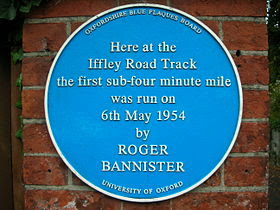 OXFORDSHIRE BLUE PLAQUES BOARD
Here at the
Iffley Road Track
the first sub-four minute mile
was run on
6th May 1954
by
ROGER
BANNISTER
UNIVERSITY OF OXFORD